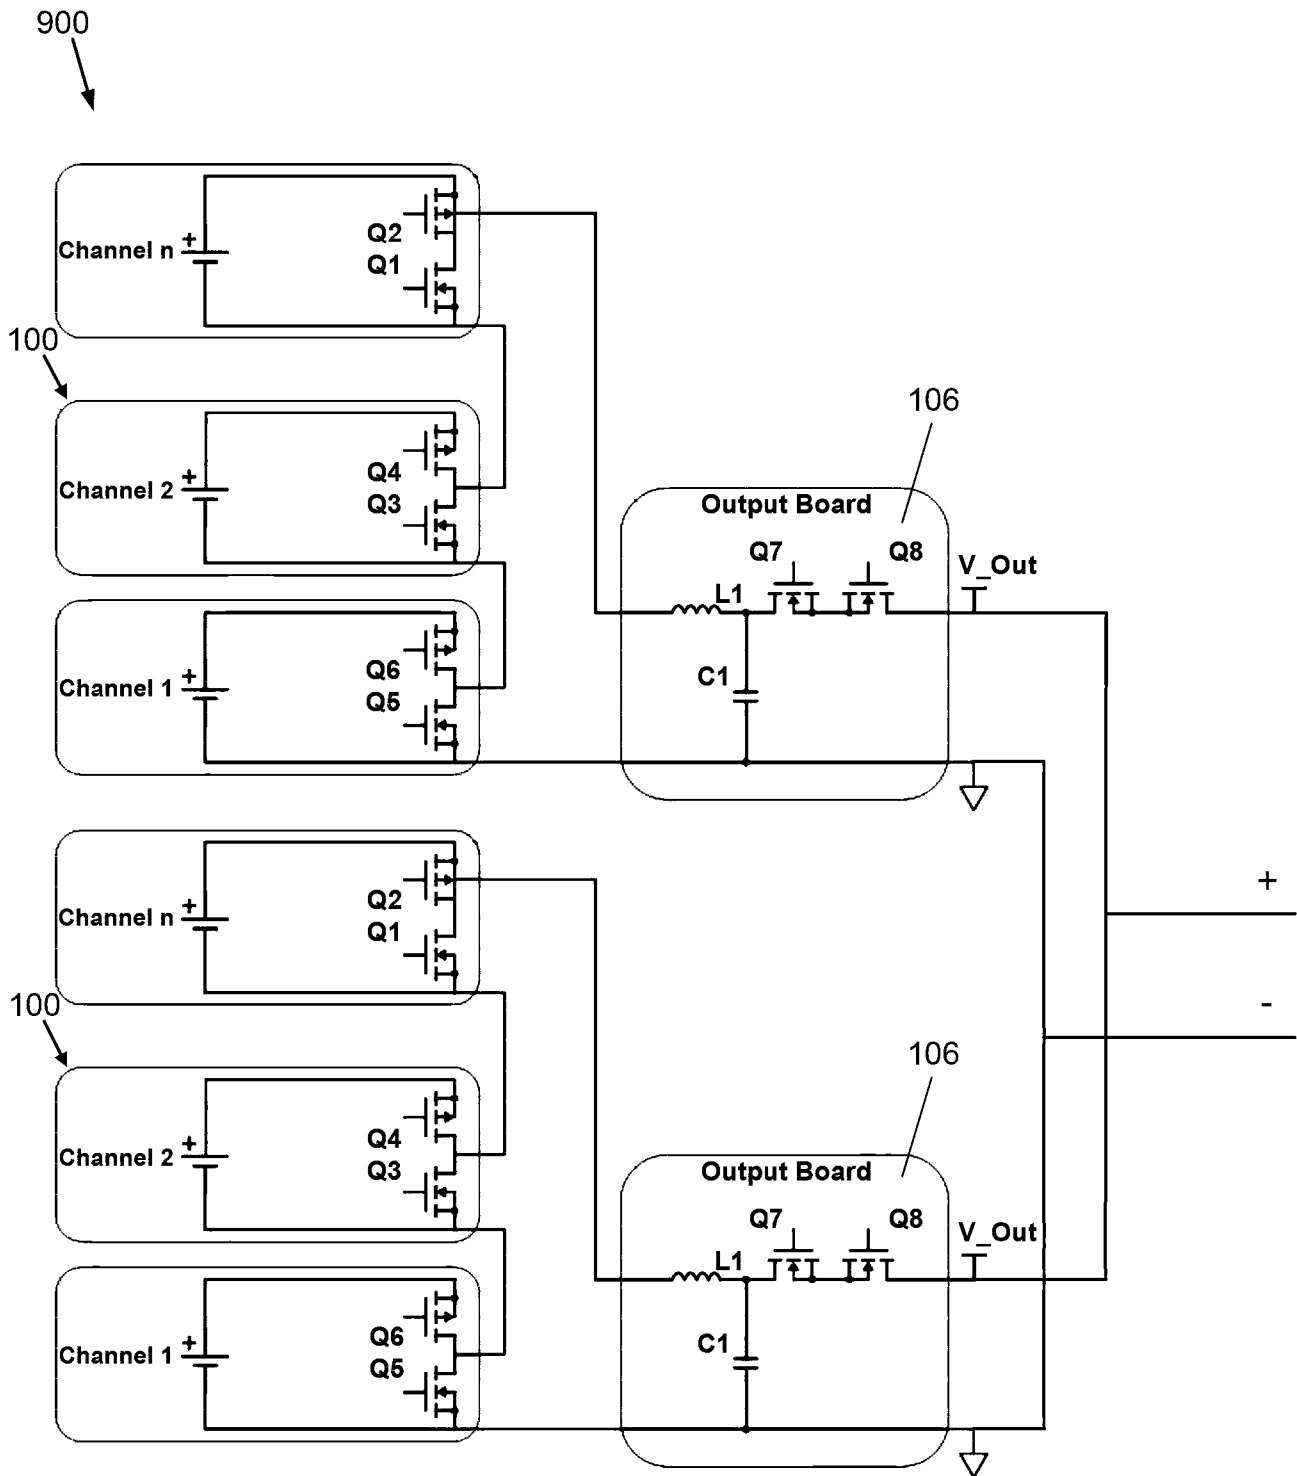 900
Channel n
+
Q2
Q1
100
Channel 2
+
Q4
Q3
Channel 1
+
Q6
Q5
106
Output Board
Q7
Q8
L1
C1
V_Out
Channel n
+
Q2
Q1
100
Channel 2
+
Q4
Q3
Channel 1
+
Q6
Q5
106
Output Board
Q7
Q8
L1
C1
V_Out
+
-